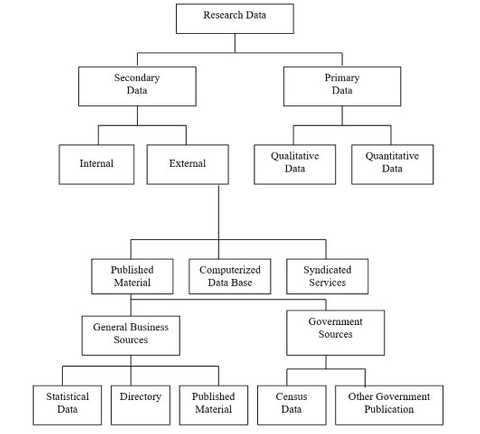 Research Data
Secondary
Data
Primary
Data
Internal
External
Qualitative
Data
Quantitative
Data
Published
Material
Computerized
Data Base
Syndicated
Services
General Business
Sources
Government
Sources
Statistical
Data
Directory
Published
Material
Census
Data
Other Government
Publication